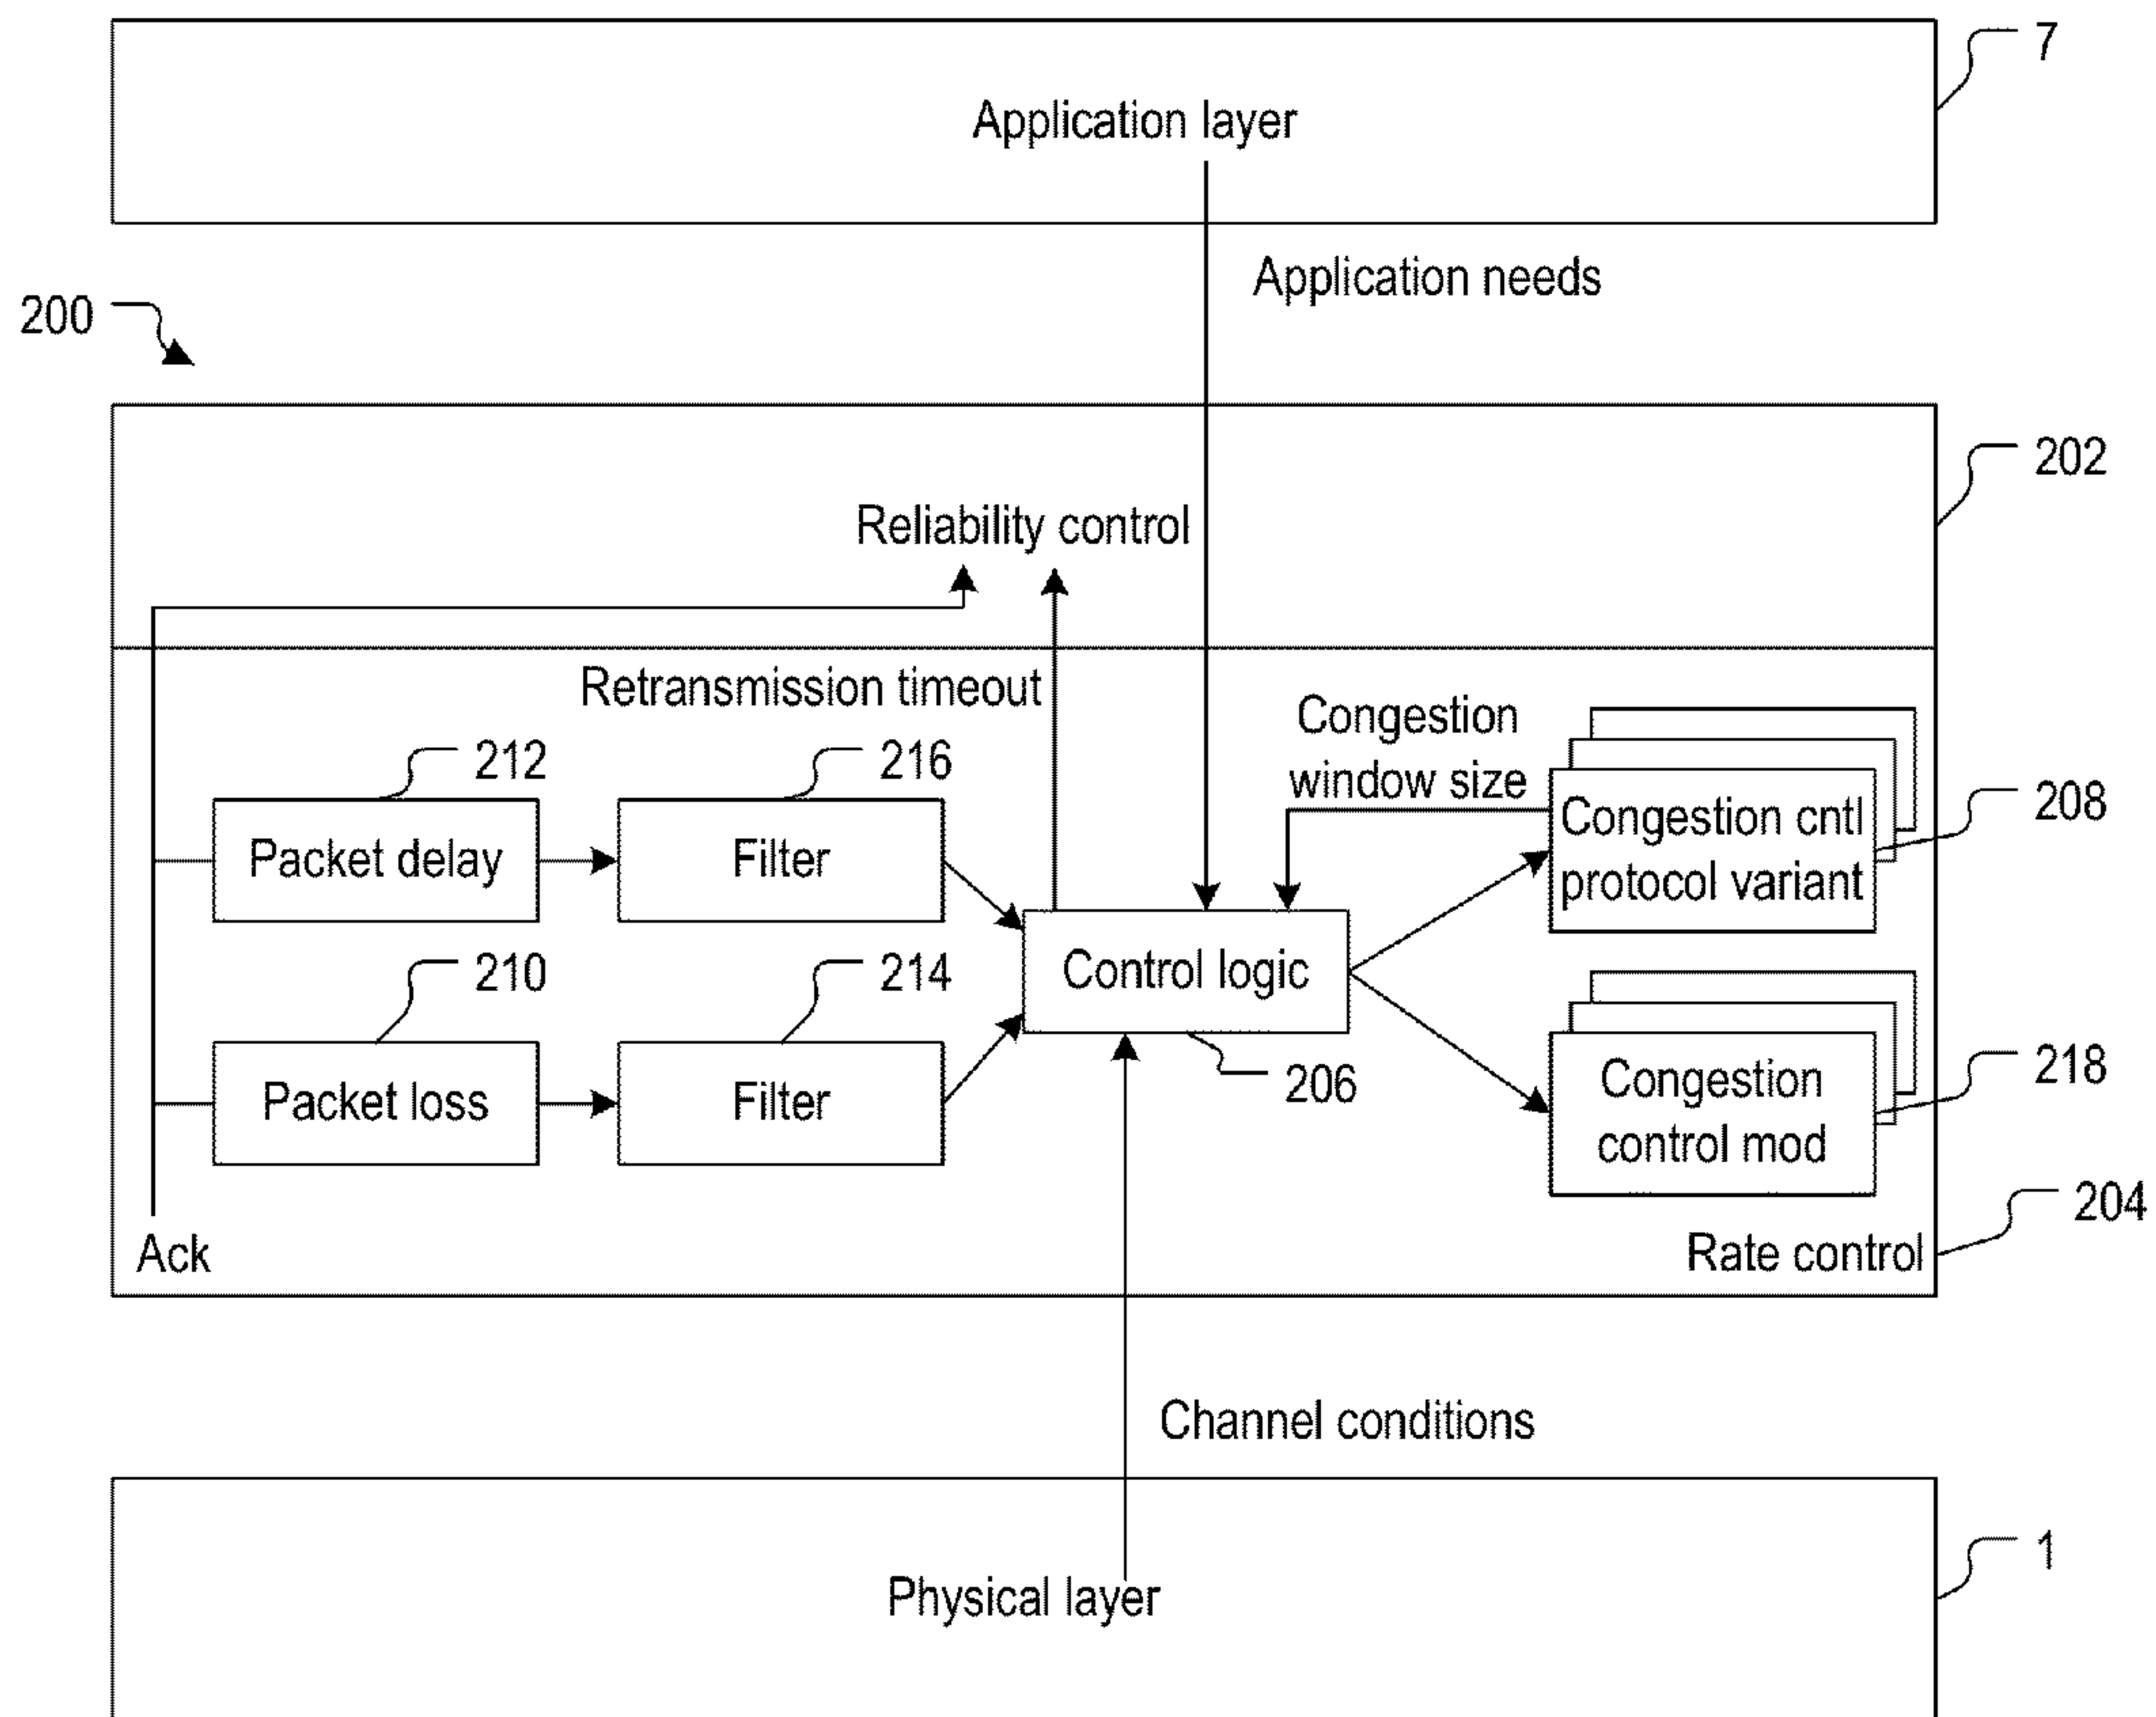 7
Application layer
Application needs
200
202
Reliability control
Retransmission timeout
Congestion
window size
212
216
208
Packet delay
Filter
Congestion cntl
protocol variant
210
214
Control logic
206
218
Packet loss
Filter
Congestion
control mod
204
Ack
Rate control
Channel conditions
1
Physical layer